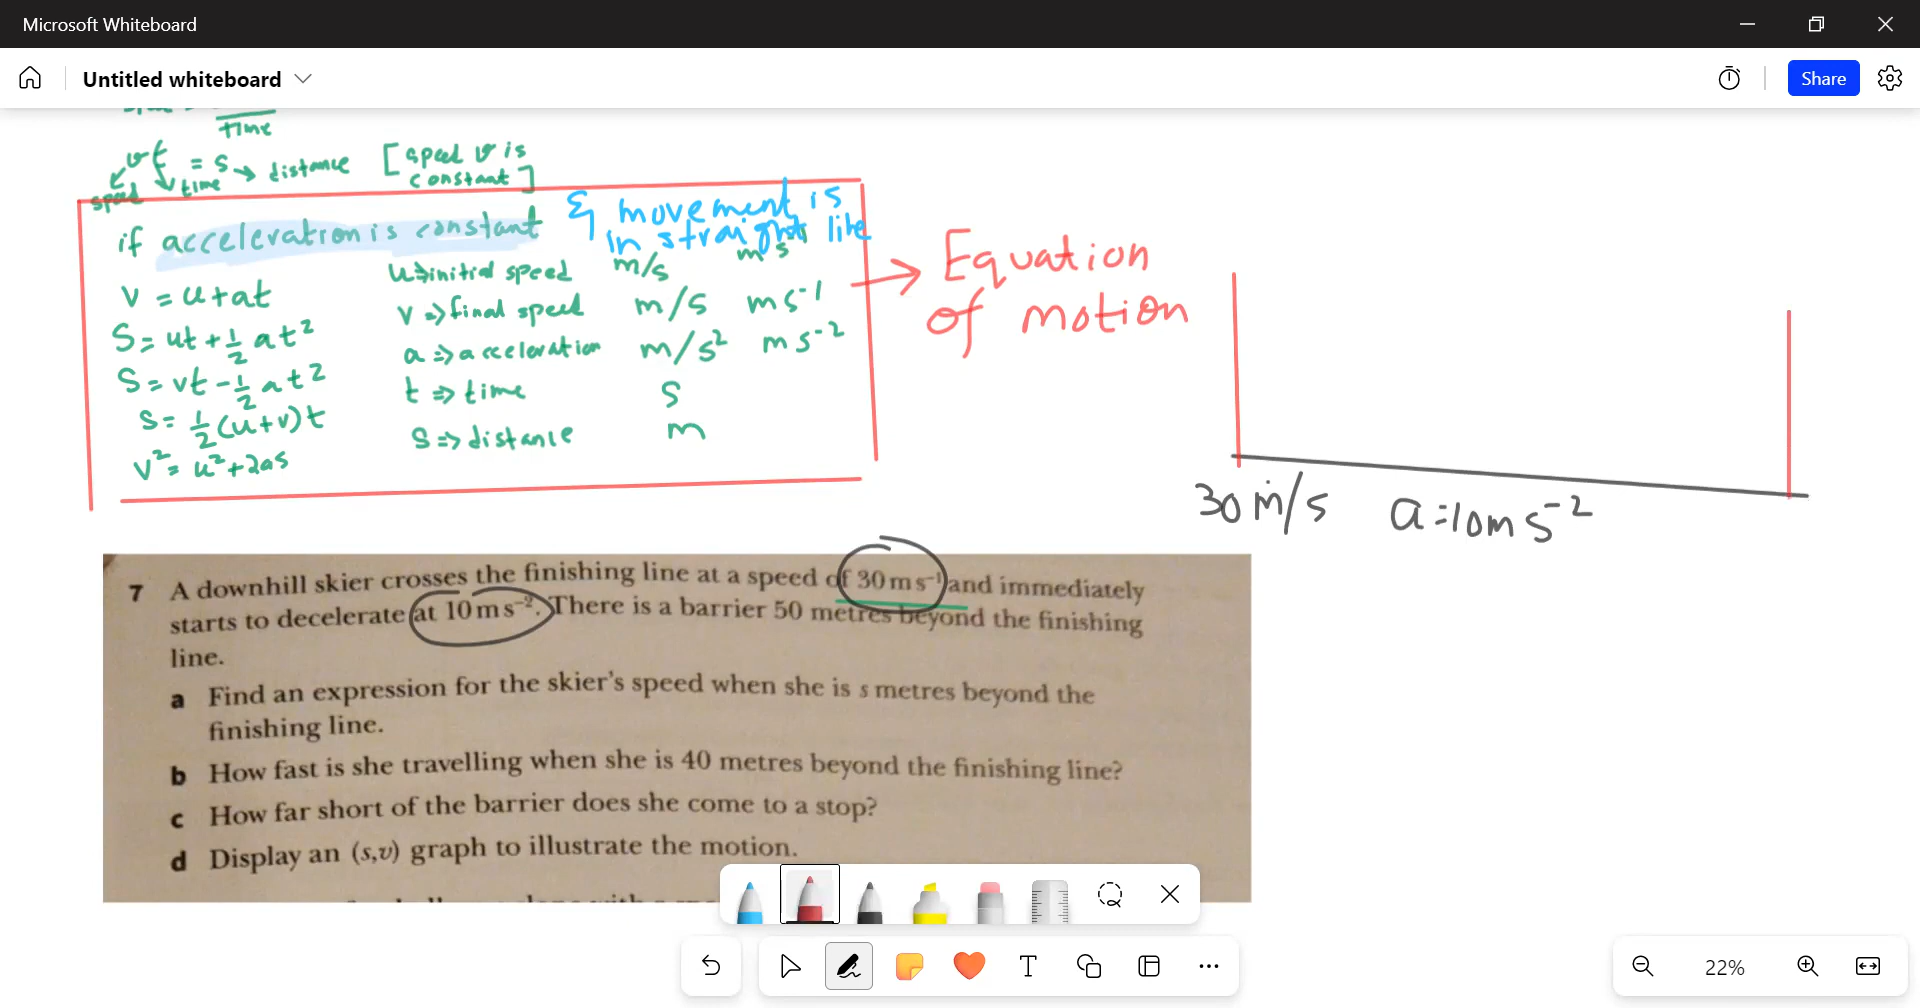 Microsoft Whiteboard
Untitled whiteboard
Share
time
vt = s → distance [speed v is
constant]
speed time
if acceleration is constant & movement is
in straight line
v = u + at
s = ut + 1/2 at²
s = vt - 1/2 at²
s = 1/2 (u+v)t
v² = u² + 2as
u ⇒ initial speed m/s ms⁻¹
v ⇒ final speed m/s ms⁻¹
a ⇒ acceleration m/s² ms⁻²
t ⇒ time s
s ⇒ distance m
→ Equation
of motion
30 m/s a = 10ms⁻²
7 A downhill skier crosses the finishing line at a speed of 30 m s⁻¹ and immediately
starts to decelerate at 10 m s⁻². There is a barrier 50 metres beyond the finishing
line.
a Find an expression for the skier's speed when she is s metres beyond the
finishing line.
b How fast is she travelling when she is 40 metres beyond the finishing line?
c How far short of the barrier does she come to a stop?
d Display an (s,v) graph to illustrate the motion.
22%